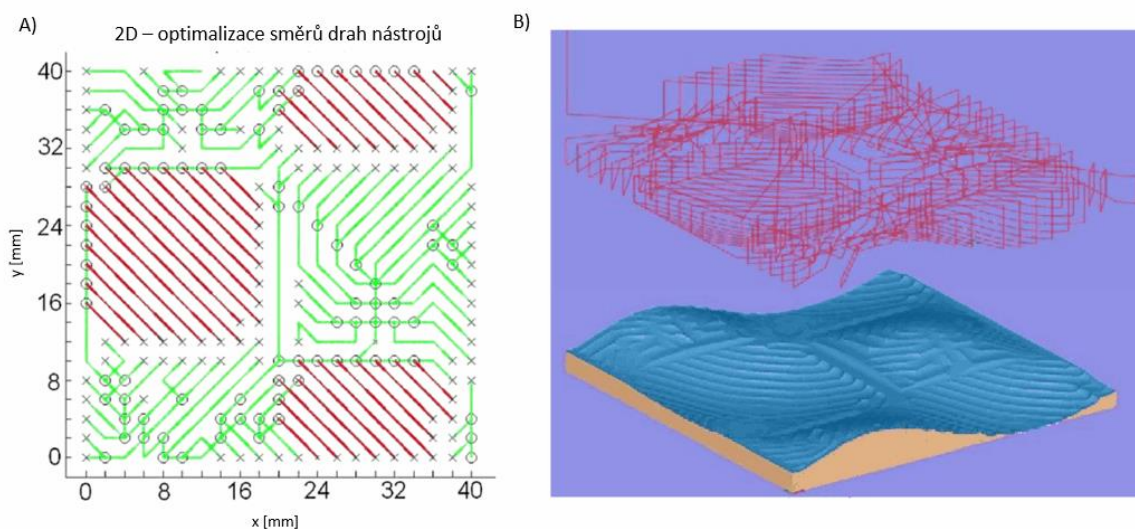 A)
B)
2D – optimalizace směrů drah nástrojů
40
32
24
16
8
0
y [mm]
0 8 16 24 32 40
x [mm]